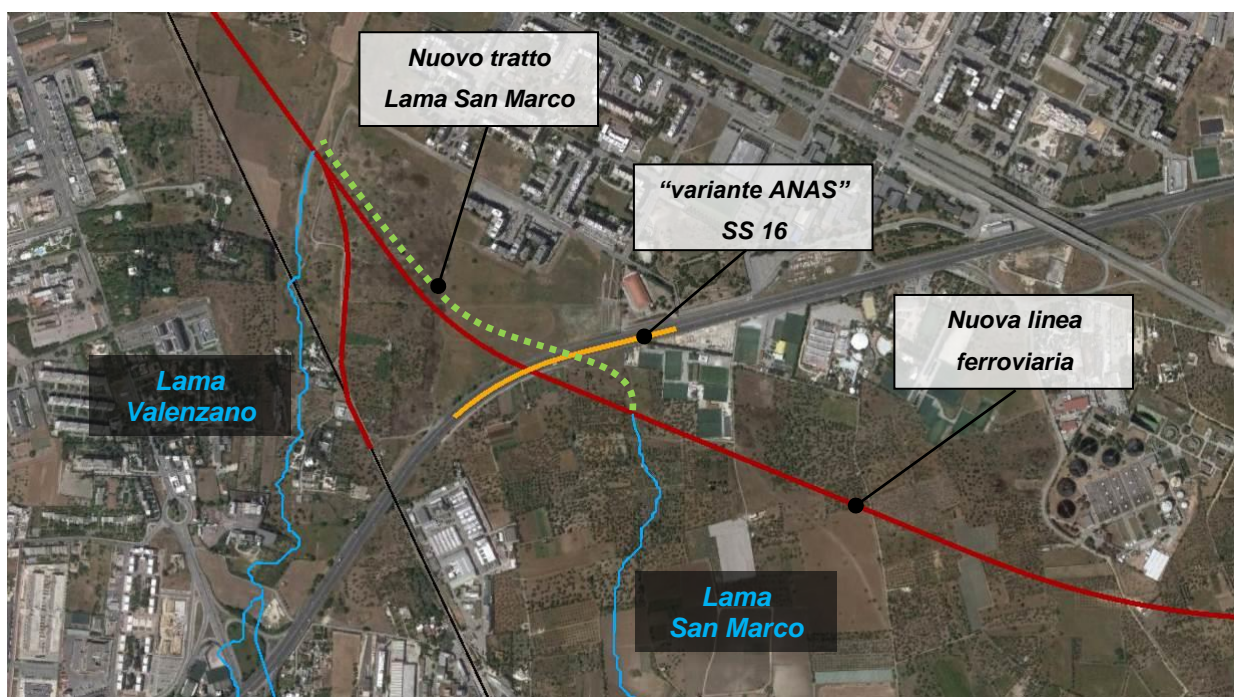 Nuovo tratto
Lama San Marco
“variante ANAS”
SS 16
Nuova linea
ferroviaria
Lama
Valenzano
Lama
San Marco